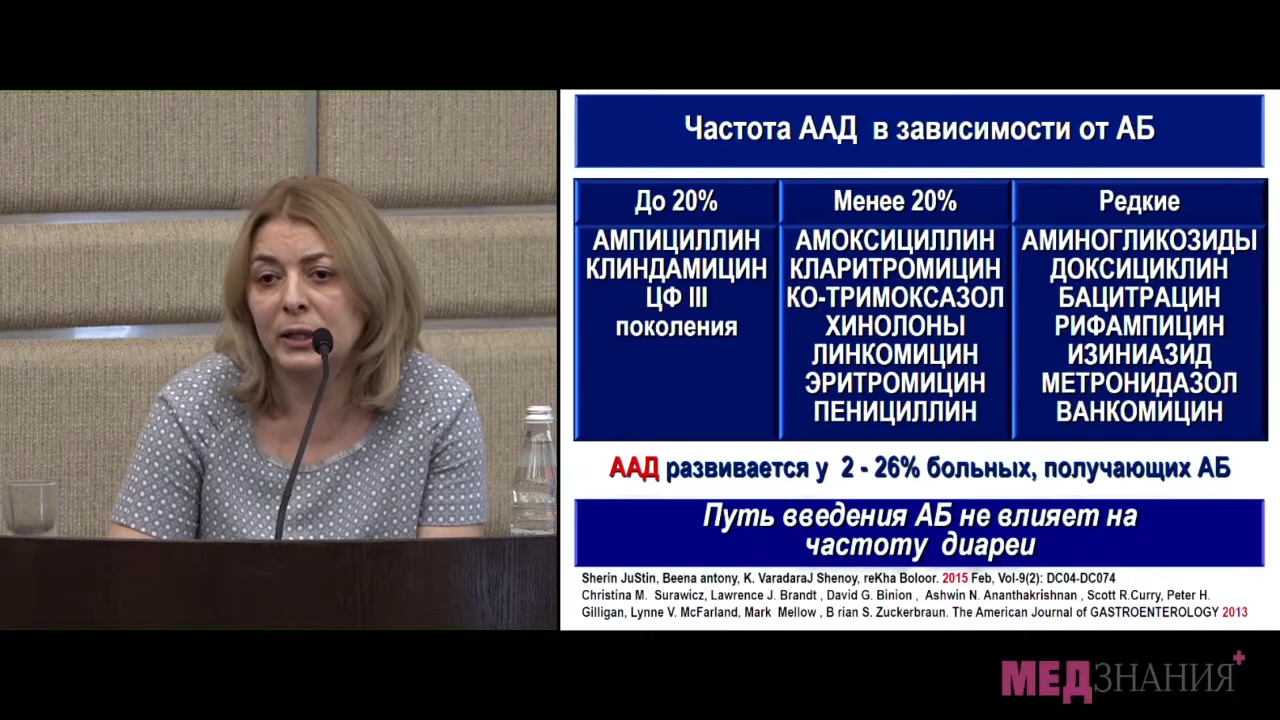 Частота ААД в зависимости от АБ
До 20%
АМПИЦИЛЛИН
КЛИНДАМИЦИН
ЦФ III
поколения
Менее 20%
АМОКСИЦИЛЛИН
КЛАРИТРОМИЦИН
КО-ТРИМОКСАЗОЛ
ХИНОЛОНЫ
ЛИНКОМИЦИН
ЭРИТРОМИЦИН
ПЕНИЦИЛЛИН
Редкие
АМИНОГЛИКОЗИДЫ
ДОКСИЦИКЛИН
БАЦИТРАЦИН
РИФАМПИЦИН
ИЗИНИАЗИД
МЕТРОНИДАЗОЛ
ВАНКОМИЦИН
ААД развивается у 2 - 26% больных, получающих АБ
Путь введения АБ не влияет на
частоту диареи
Sherin JuStin, Beena antony, K. VaradaraJ Shenoy, reKha Boloor. 2015 Feb, Vol-9(2): DC04-DC074
Christina M. Surawicz, Lawrence J. Brandt , David G. Binion , Ashwin N. Ananthakrishnan , Scott R.Curry, Peter H.
Gilligan, Lynne V. McFarland, Mark Mellow , B rian S. Zuckerbraun. The American Journal of GASTROENTEROLOGY 2013
МЕДЗНАНИЯ+